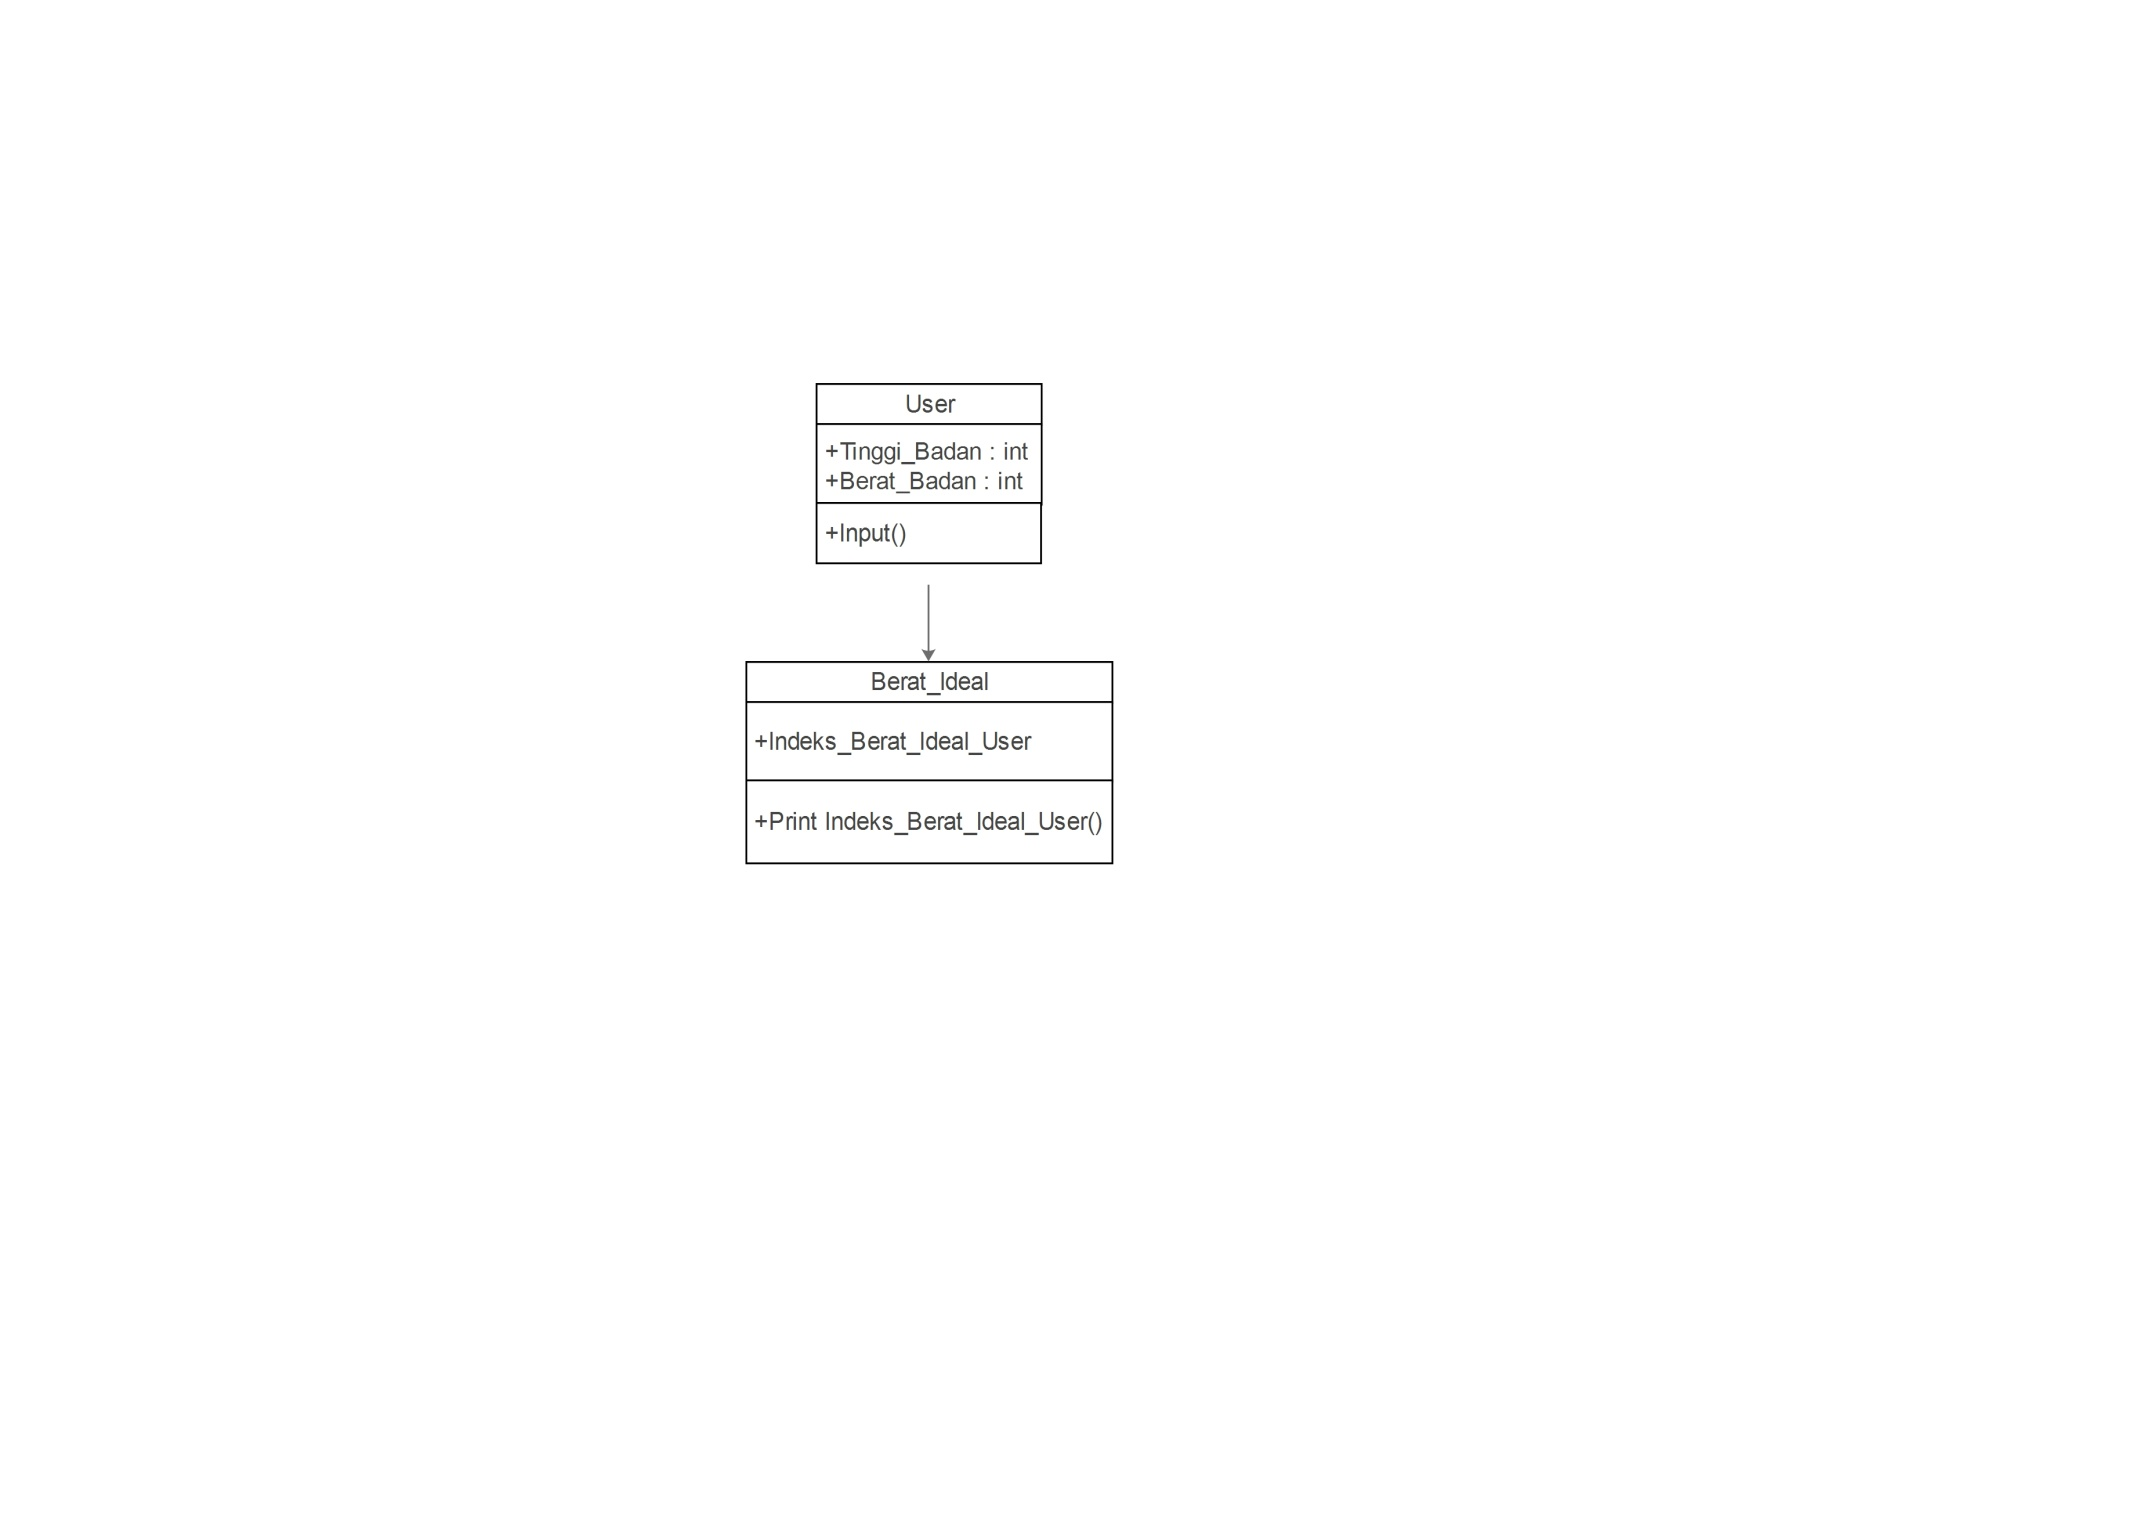 User
+Tinggi_Badan : int
+Berat_Badan : int
+Input()
Berat_Ideal
+Indeks_Berat_Ideal_User
+Print Indeks_Berat_Ideal_User()